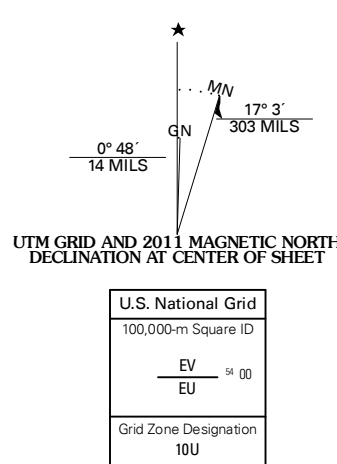 MN
GN
17° 3´
303 MILS
0° 48´
14 MILS
UTM GRID AND 2011 MAGNETIC NORTH
DECLINATION AT CENTER OF SHEET
U.S. National Grid
100,000-m Square ID
EV
54 00
EU
Grid Zone Designation
10U